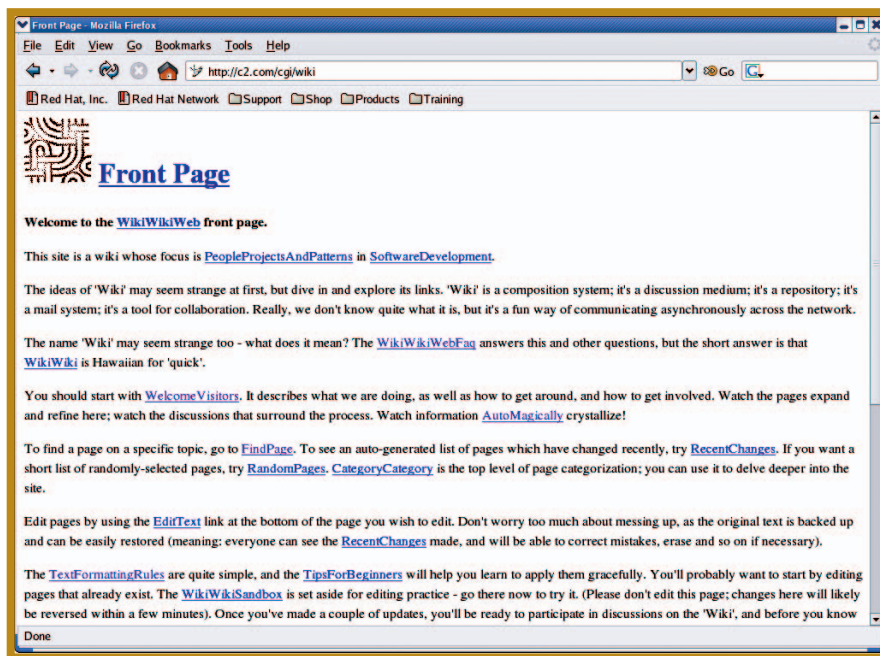 Front Page - Mozilla Firefox
File Edit View Go Bookmarks Tools Help
http://c2.com/cgi/wiki Go G
Red Hat, Inc. Red Hat Network Support Shop Products Training
Front Page
Welcome to the WikiWikiWeb front page.
This site is a wiki whose focus is PeopleProjectsAndPatterns in SoftwareDevelopment.
The ideas of 'Wiki' may seem strange at first, but dive in and explore its links. 'Wiki' is a composition system; it's a discussion medium; it's a repository; it's
a mail system; it's a tool for collaboration. Really, we don't know quite what it is, but it's a fun way of communicating asynchronously across the network.
The name 'Wiki' may seem strange too - what does it mean? The WikiWikiWebFaq answers this and other questions, but the short answer is that
WikiWiki is Hawaiian for 'quick'.
You should start with WelcomeVisitors. It describes what we are doing, as well as how to get around, and how to get involved. Watch the pages expand
and refine here; watch the discussions that surround the process. Watch information AutoMagically crystallize!
To find a page on a specific topic, go to FindPage. To see an auto-generated list of pages which have changed recently, try RecentChanges. If you want a
short list of randomly-selected pages, try RandomPages. CategoryCategory is the top level of page categorization; you can use it to delve deeper into the
site.
Edit pages by using the EditText link at the bottom of the page you wish to edit. Don't worry too much about messing up, as the original text is backed up
and can be easily restored (meaning: everyone can see the RecentChanges made, and will be able to correct mistakes, erase and so on if necessary).
The TextFormattingRules are quite simple, and the TipsForBeginners will help you learn to apply them gracefully. You'll probably want to start by editing
pages that already exist. The WikiWikiSandbox is set aside for editing practice - go there now to try it. (Please don't edit this page; changes here will likely
be reversed within a few minutes). Once you've made a couple of updates, you'll be ready to participate in discussions on the 'Wiki', and before you know
Done